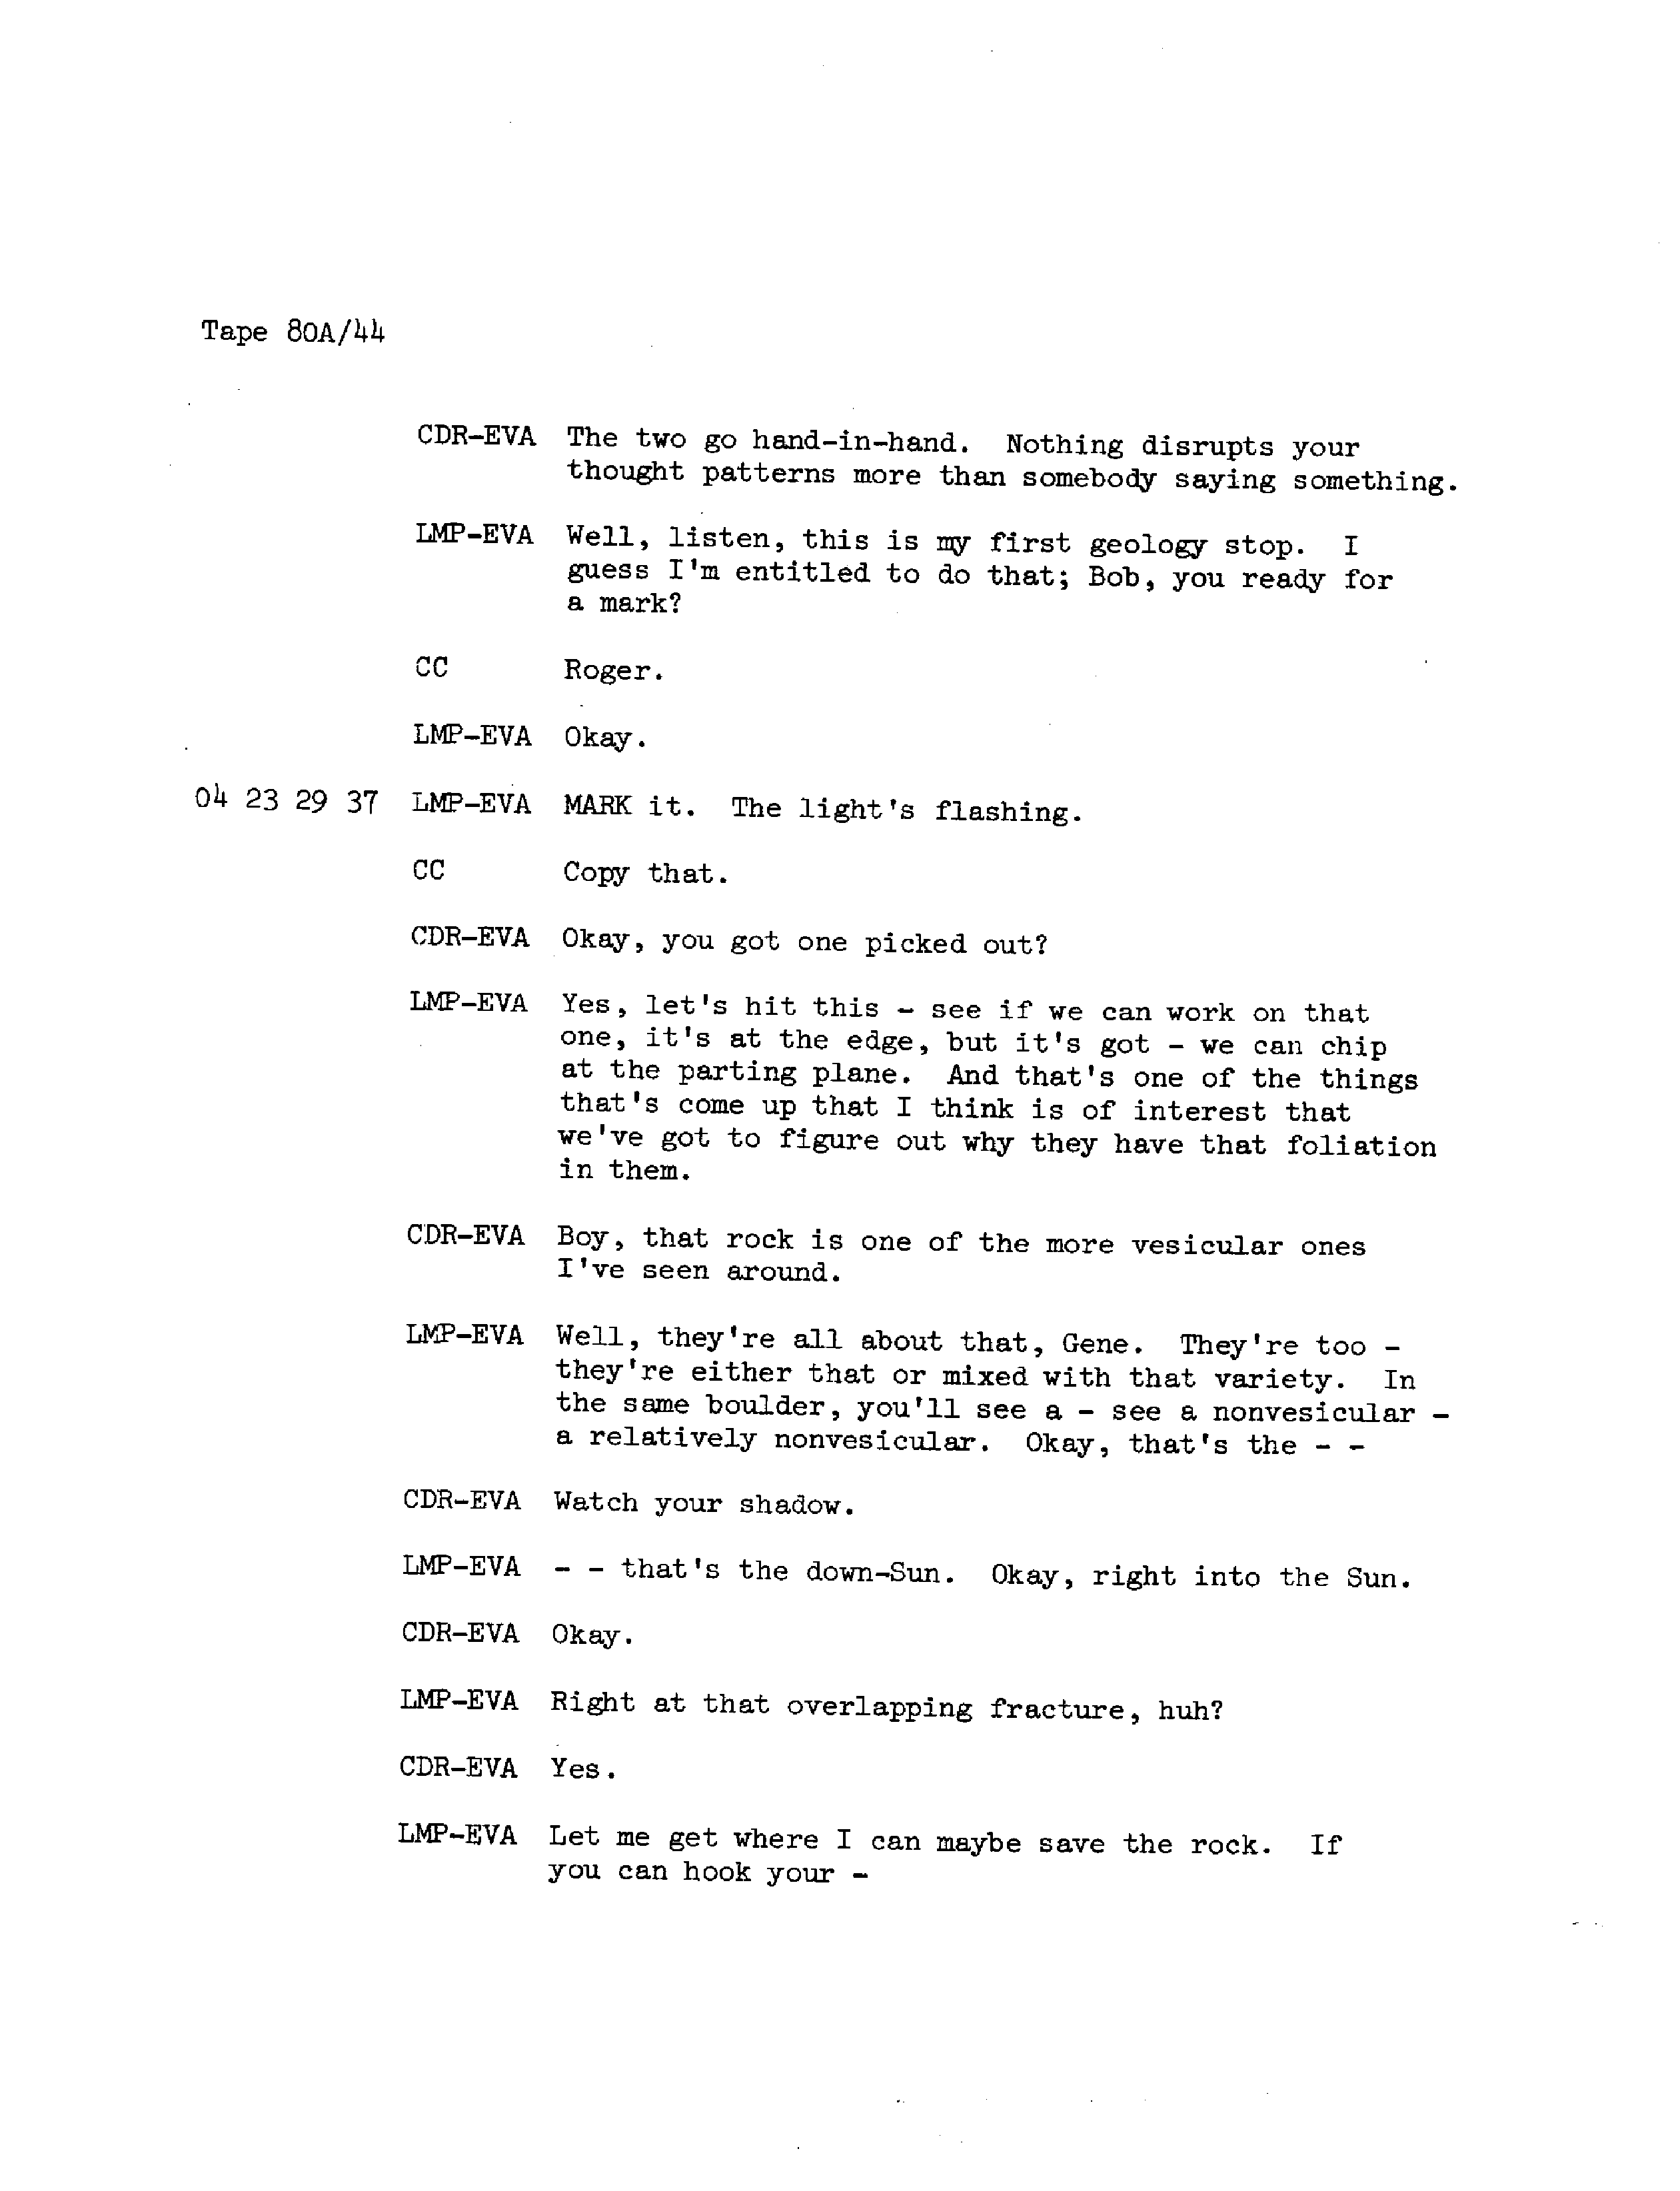 Tape 80A/44
CDR-EVA The two go hand-in-hand. Nothing disrupts your
thought patterns more than somebody saying something.
LMP-EVA Well, listen, this is my first geology stop. I
guess I'm entitled to do that; Bob, you ready for
a mark?
CC Roger.
LMP-EVA Okay.
04 23 29 37 LMP-EVA MARK it. The light's flashing.
CC Copy that.
CDR-EVA Okay, you got one picked out?
LMP-EVA Yes, let's hit this - see if we can work on that
one, it's at the edge, but it's got - we can chip
at the parting plane. And that's one of the things
that's come up that I think is of interest that
we've got to figure out why they have that foliation
in them.
CDR-EVA Boy, that rock is one of the more vesicular ones
I've seen around.
LMP-EVA Well, they're all about that, Gene. They're too -
they're either that or mixed with that variety. In
the same boulder, you'll see a - see a nonvesicular -
a relatively nonvesicular. Okay, that's the - -
CDR-EVA Watch your shadow.
LMP-EVA - - that's the down-Sun. Okay, right into the Sun.
CDR-EVA Okay.
LMP-EVA Right at that overlapping fracture, huh?
CDR-EVA Yes.
LMP-EVA Let me get where I can maybe save the rock. If
you can hook your -